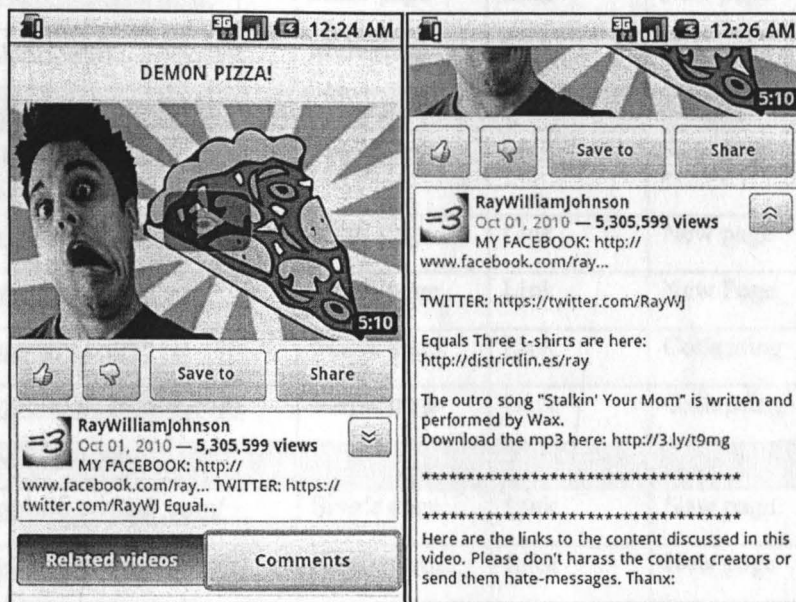 3G
12:24 AM
DEMON PIZZA!
5:10
Save to
Share
=3
RayWilliamJohnson
Oct 01, 2010 — 5,305,599 views
MY FACEBOOK: http://
www.facebook.com/ray... TWITTER: https://
twitter.com/RayWJ Equal...
Related videos
Comments
3G
12:26 AM
5:10
Save to
Share
=3
RayWilliamJohnson
Oct 01, 2010 — 5,305,599 views
MY FACEBOOK: http://
www.facebook.com/ray...
TWITTER: https://twitter.com/RayWJ
Equals Three t-shirts are here:
http://districtlin.es/ray
The outro song "Stalkin' Your Mom" is written and
performed by Wax.
Download the mp3 here: http://3.ly/t9mg
***********************************
***********************************
Here are the links to the content discussed in this
video. Please don't harass the content creators or
send them hate-messages. Thanx: